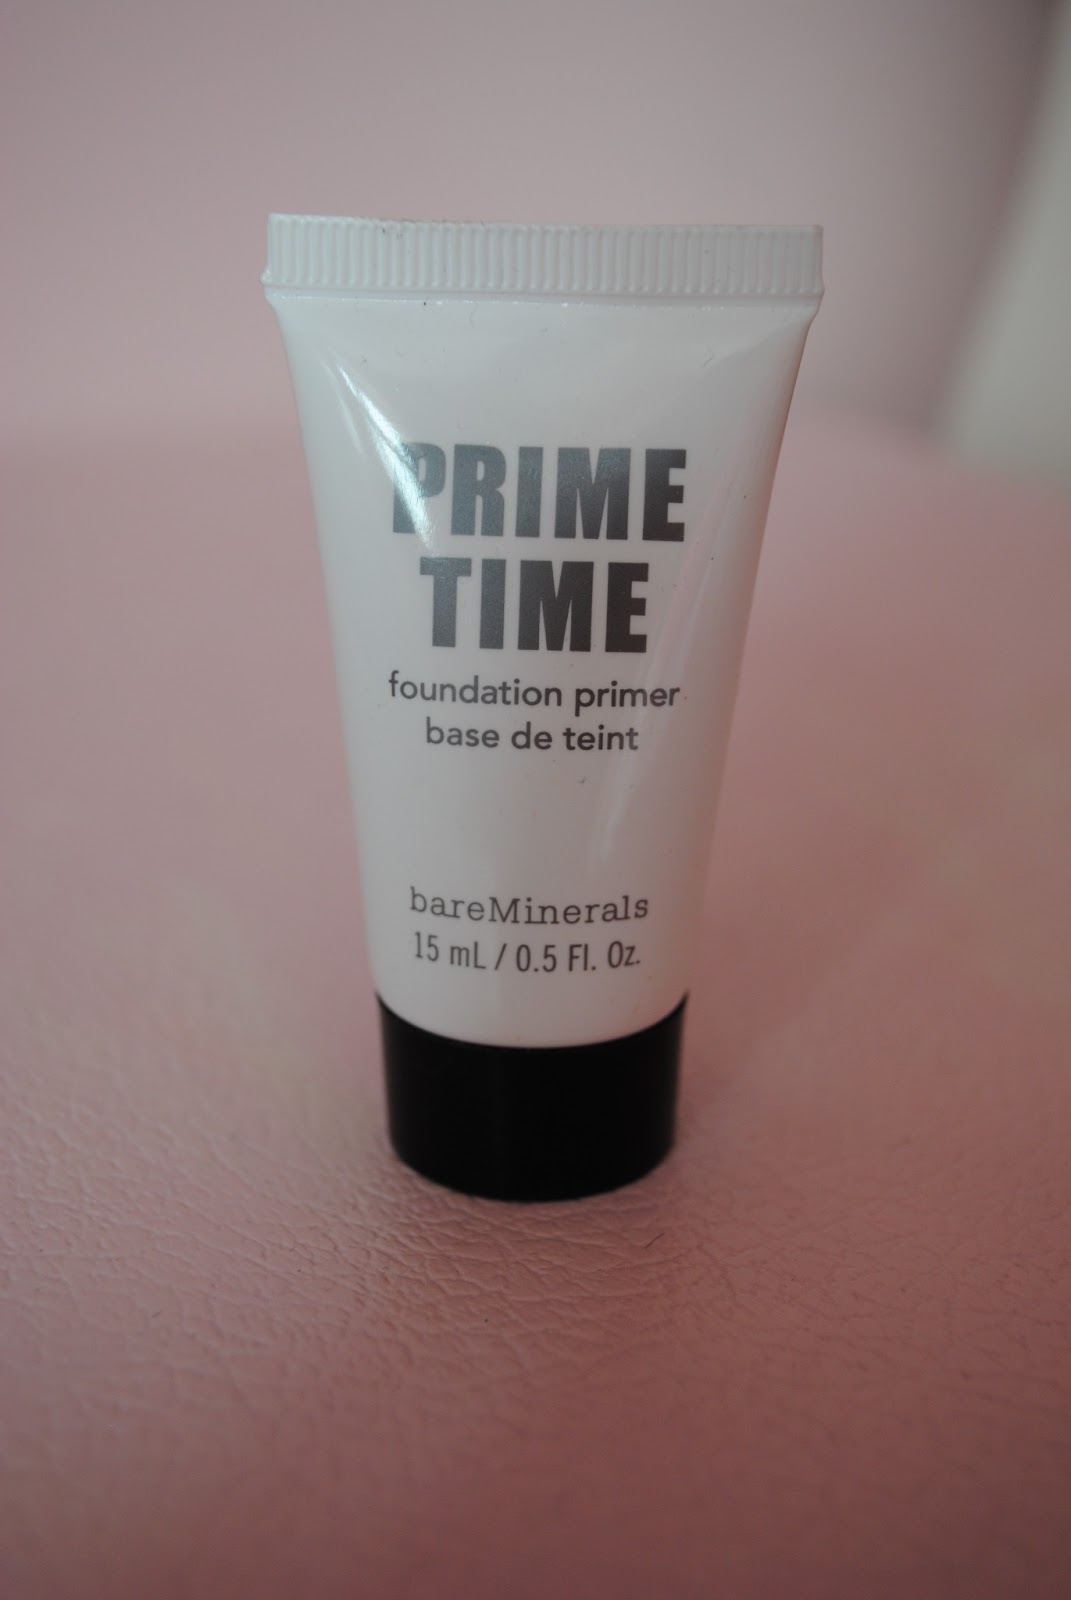 PRIME
TIME
foundation primer
base de teint
bareMinerals
15 mL / 0.5 Fl. Oz.